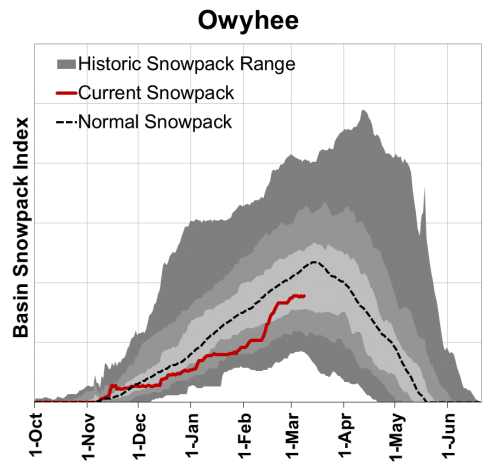 Owyhee
Historic Snowpack Range
Current Snowpack
Normal Snowpack
Basin Snowpack Index
1-Oct
1-Nov
1-Dec
1-Jan
1-Feb
1-Mar
1-Apr
1-May
1-Jun